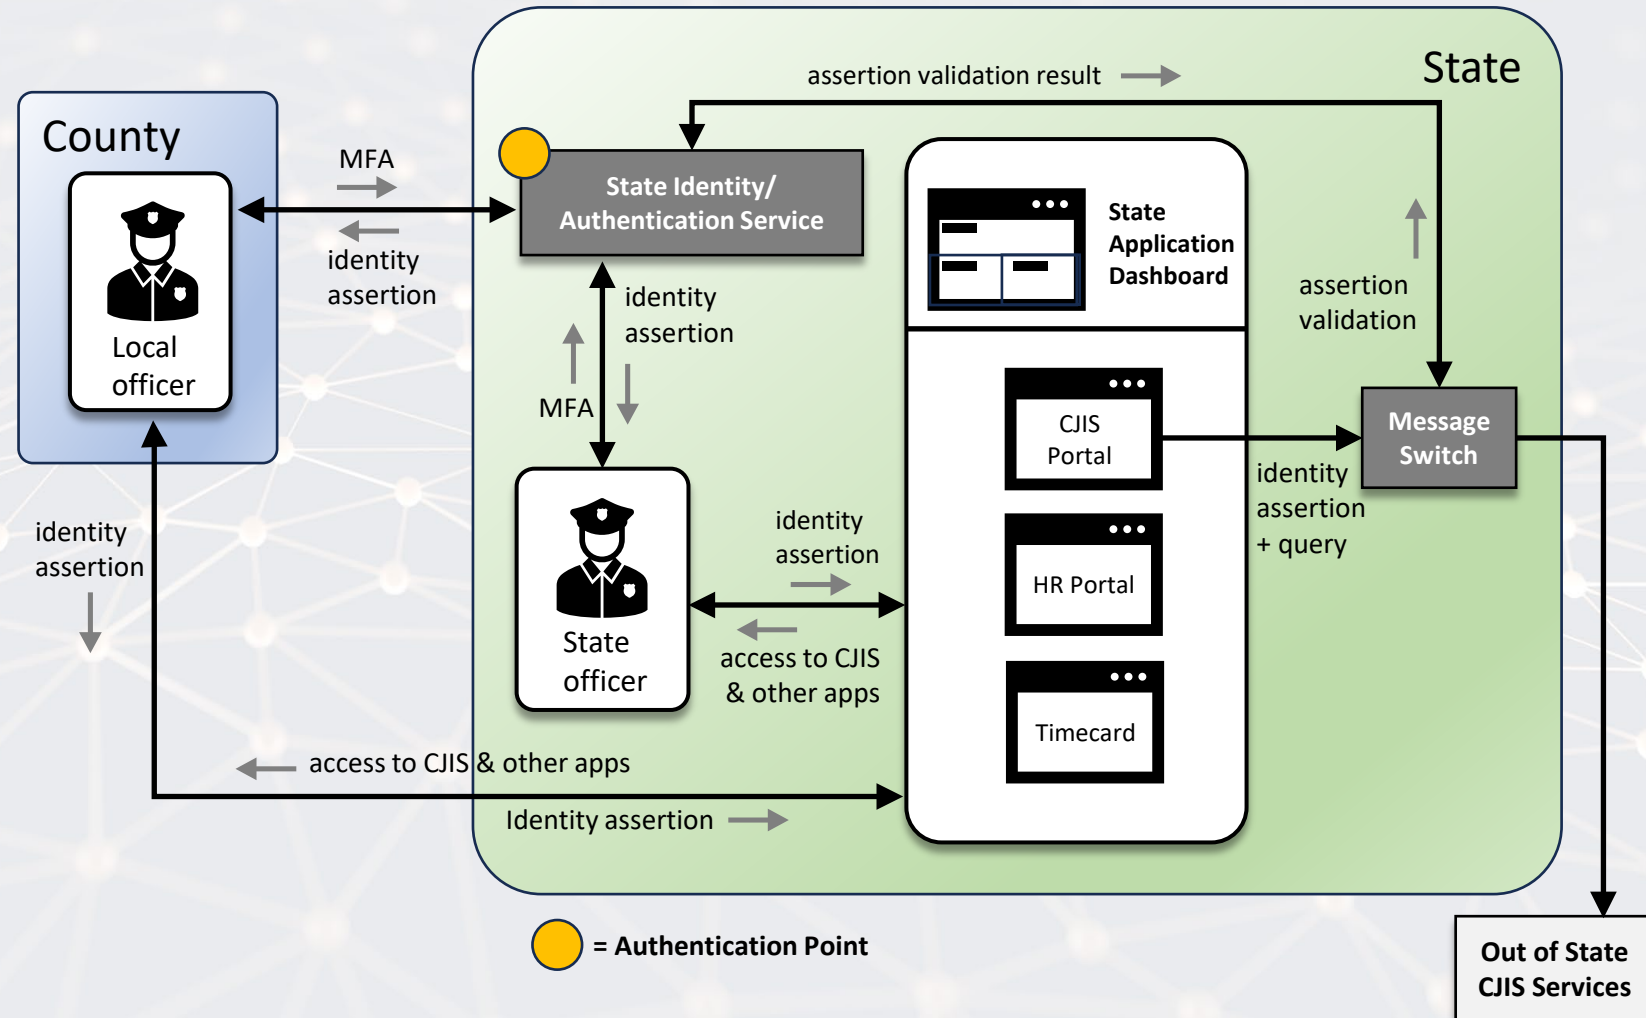 State
assertion validation result
County
MFA
State Identity/
Authentication Service
State
Application
Dashboard
identity
assertion
identity
assertion
assertion
validation
Local
officer
MFA
CJIS
Portal
Message
Switch
identity
assertion
+ query
identity
assertion
identity
assertion
HR Portal
State
officer
access to CJIS
& other apps
Timecard
access to CJIS & other apps
Identity assertion
= Authentication Point
Out of State
CJIS Services